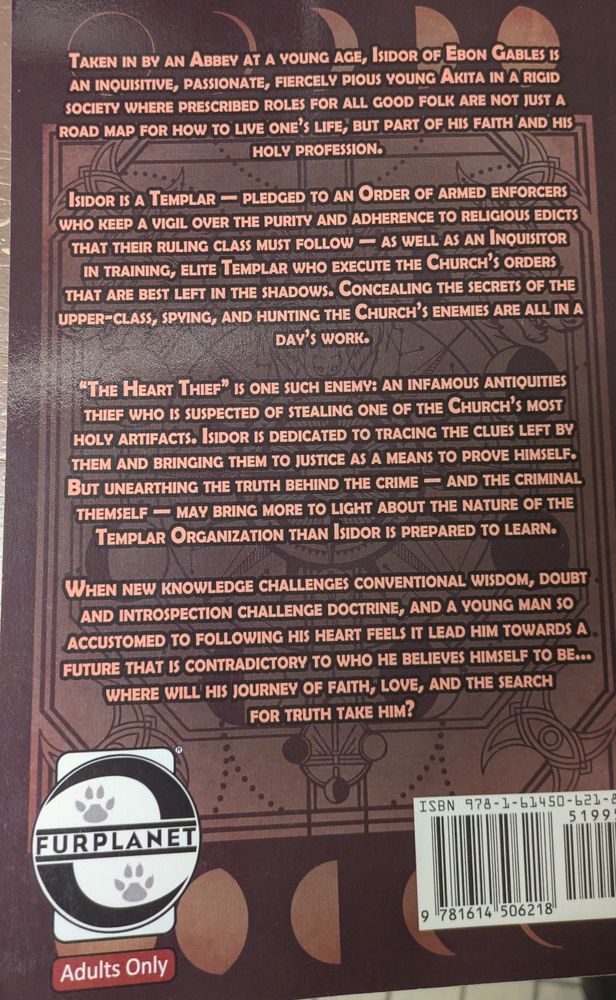 Taken in by an Abbey at a young age, Isidor of Ebon Gables is
an inquisitive, passionate, fiercely pious young Akita in a rigid
society where prescribed roles for all good folk are not just a
road map for how to live one's life, but part of his faith and his
holy profession.
Isidor is a Templar — pledged to an Order of armed enforcers
who keep a vigil over the purity and adherence to religious edicts
that their ruling class must follow — as well as an Inquisitor
in training, elite Templar who execute the Church's orders
that are best left in the shadows. Concealing the secrets of the
upper-class, spying, and hunting the Church's enemies are all in a
day's work.
"The Heart Thief" is one such enemy: an infamous antiquities
thief who is suspected of stealing one of the Church's most
holy artifacts. Isidor is dedicated to tracing the clues left by
them and bringing them to justice as a means to prove himself.
But unearthing the truth behind the crime — and the criminal
themself — may bring more to light about the nature of the
Templar Organization than Isidor is prepared to learn.
When new knowledge challenges conventional wisdom, doubt
and introspection challenge doctrine, and a young man so
accustomed to following his heart feels it lead him towards a
future that is contradictory to who he believes himself to be...
where will his journey of faith, love, and the search
for truth take him?
FURPLANET
®
Adults Only
ISBN 978-1-61450-621-8
5199
9 781614 506218